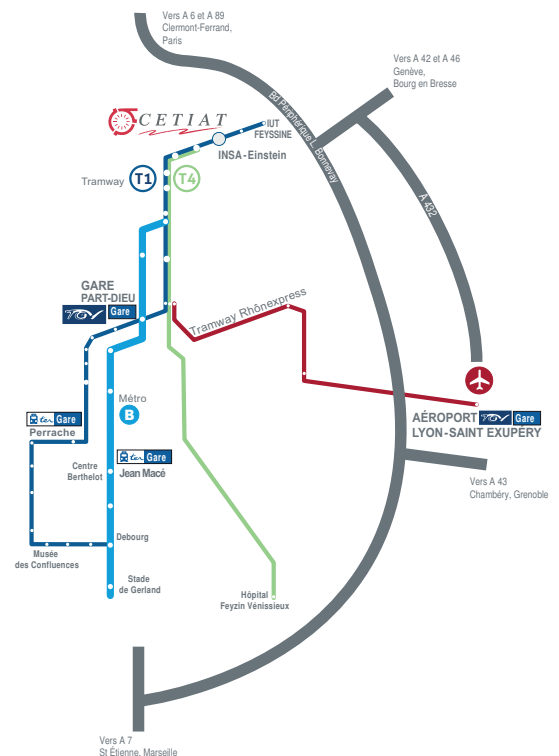 Vers A 6 et A 89
Clermont-Ferrand,
Paris
Vers A 42 et A 46
Genève,
Bourg en Bresse
Bd Périphérique L. Bonnevay
CETIAT
IUT
FEYSSINE
INSA-Einstein
Tramway
T1
T4
A 432
GARE
PART-DIEU
TGV
Gare
Tramway Rhônexpress
AÉROPORT
TGV
Gare
LYON-SAINT EXUPÉRY
Métro
B
ter
Gare
Perrache
ter
Gare
Jean Macé
Centre
Berthelot
Vers A 43
Chambéry, Grenoble
Debourg
Musée
des Confluences
Stade
de Gerland
Hôpital
Feyzin Vénissieux
Vers A 7
St Étienne, Marseille